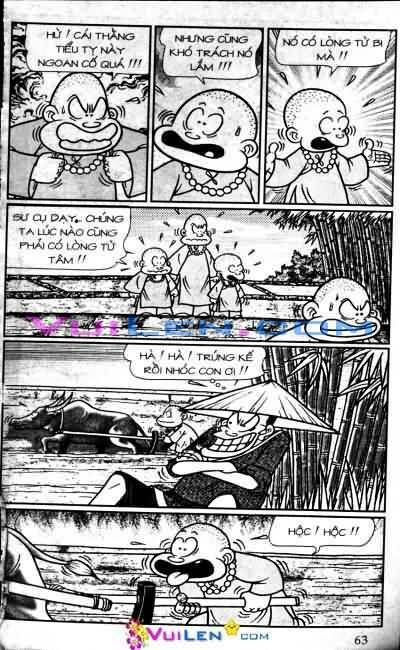 HỪ ! CÁI THẰNG
TIỂU TỴ NÀY
NGOAN CỐ QUÁ !!!
NHƯNG CŨNG
KHÓ TRÁCH NÓ
LẮM !!!
NÓ CÓ LÒNG TỪ BI
MÀ !!
SƯ CỤ DẠY... CHÚNG
TA LÚC NÀO CŨNG
PHẢI CÓ LÒNG TỪ
TÂM !!
VUILEN.COM
HÀ ! HÀ ! TRÚNG KẾ
RỒI NHÓC CON ƠI !!
HỘC ! HỘC !!
63
VUILEN.COM